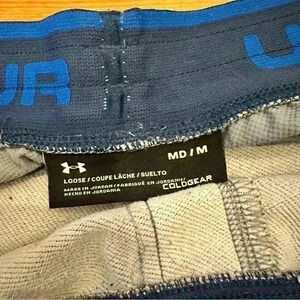 UR
U
MD / M
LOOSE / COUPE LÂCHE / SUELTO
MADE IN JORDAN / FABRIQUÉ EN JORDANIE /
HECHO EN JORDANIA
COLDGEAR